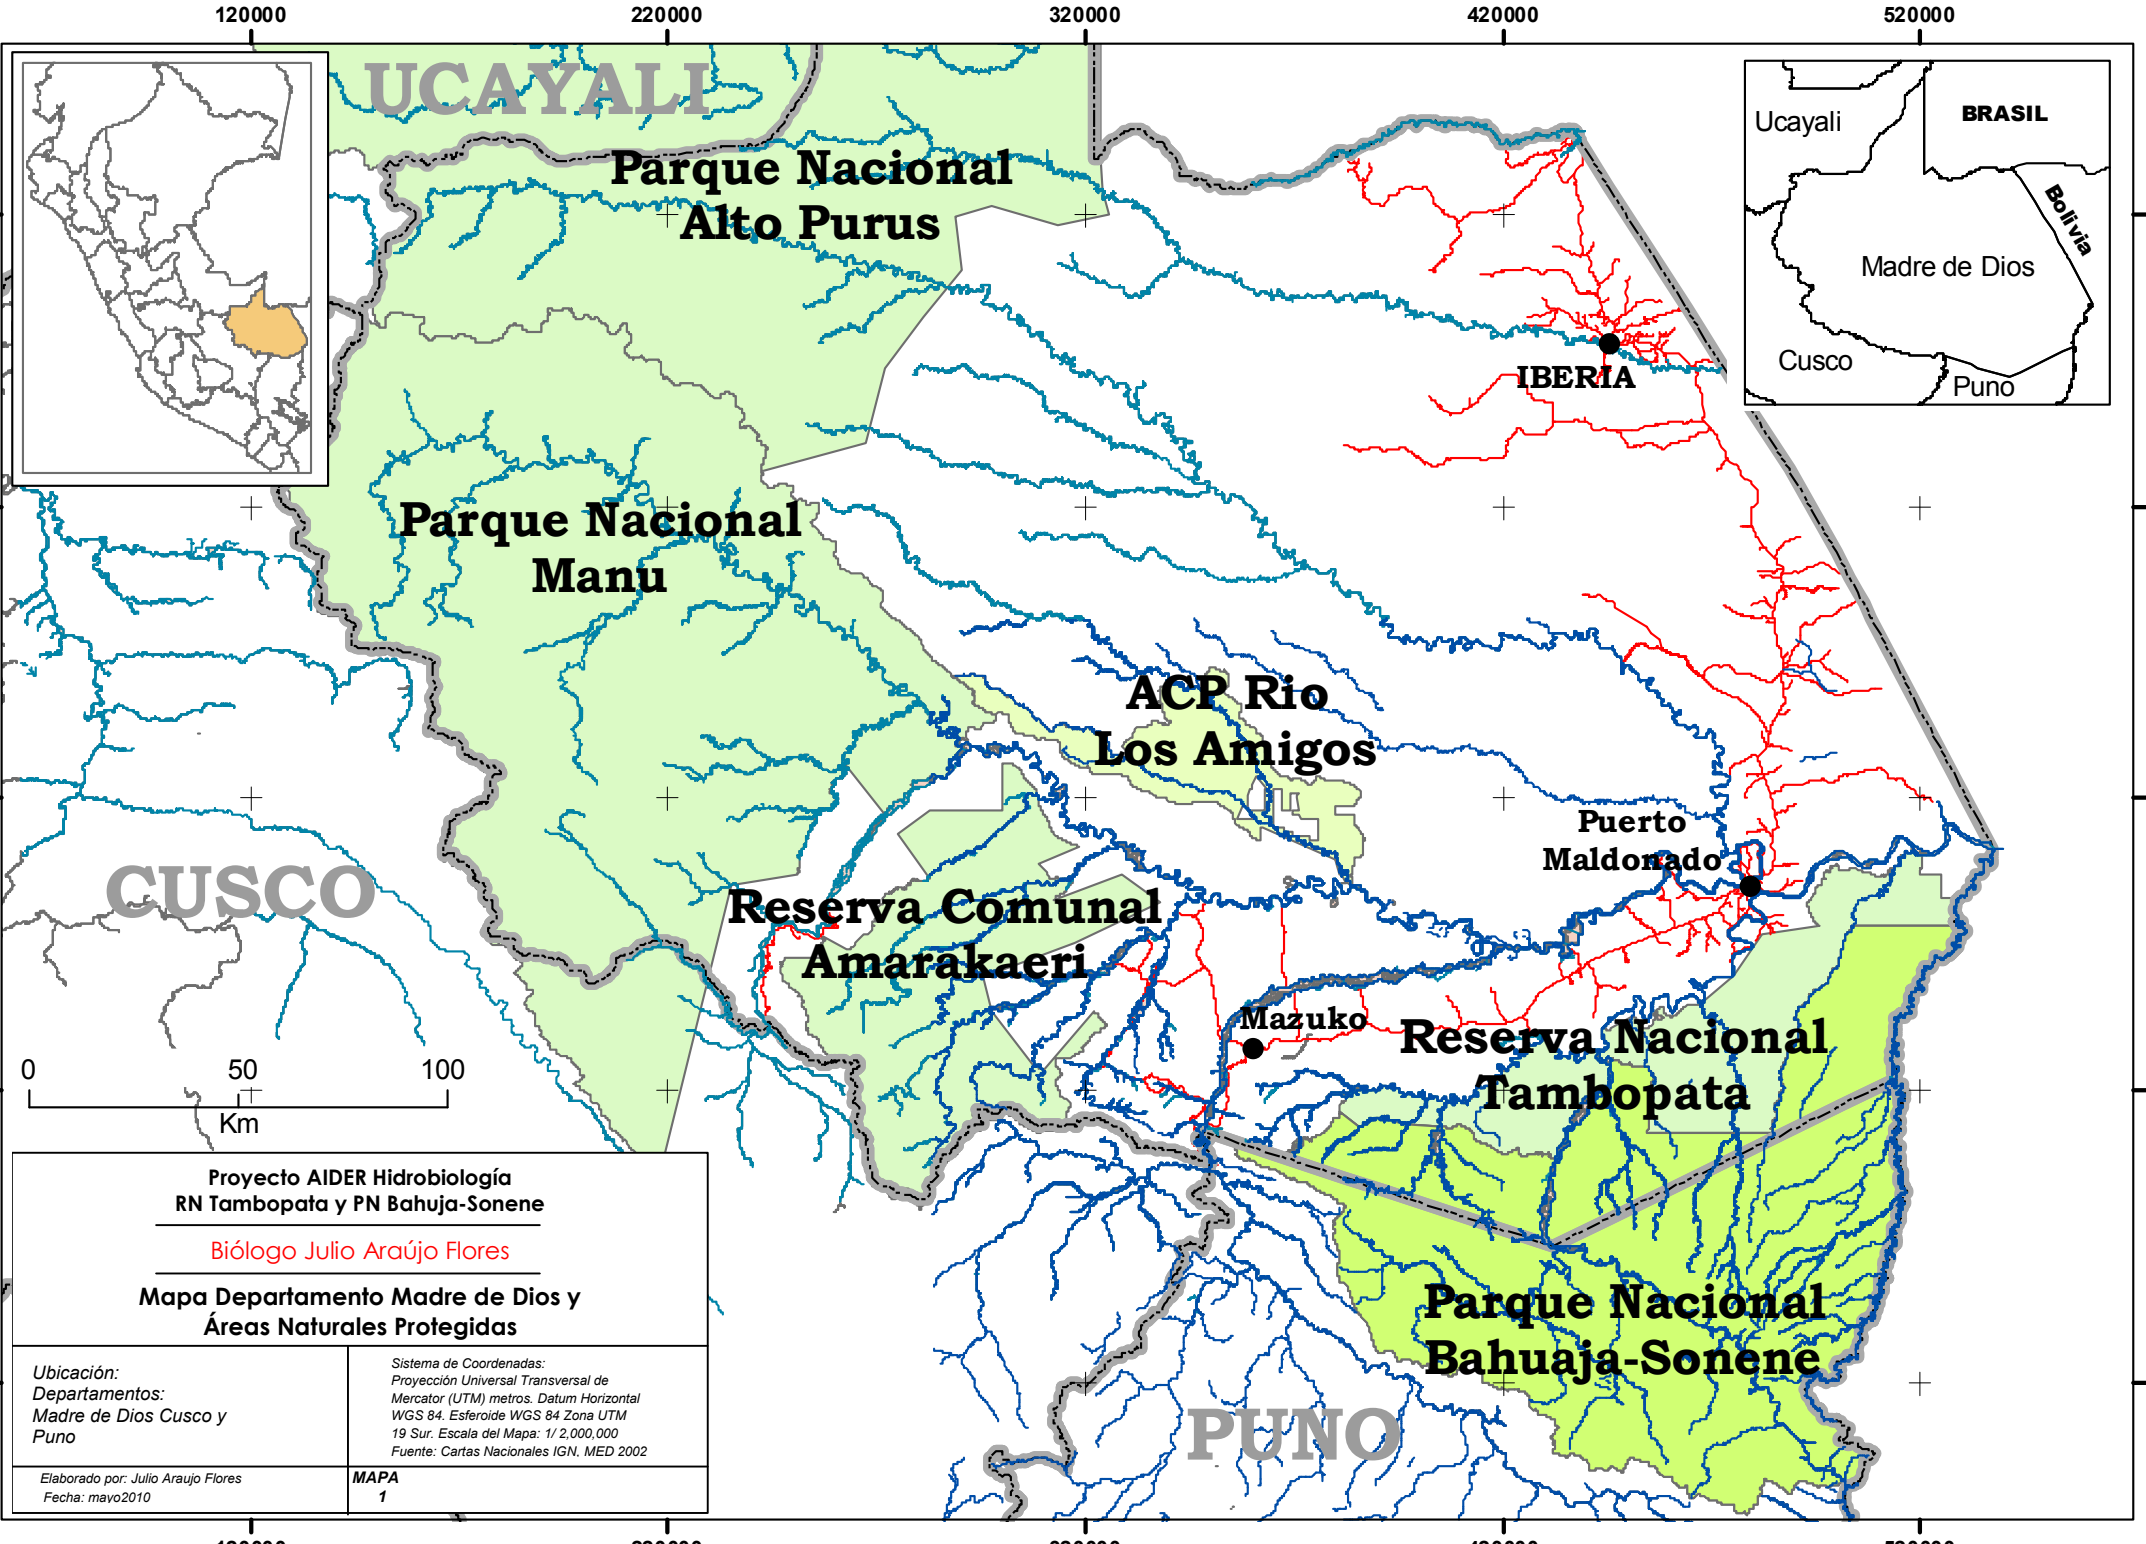 120000
220000
320000
420000
520000
UCAYALI
Parque Nacional
Alto Purus
Ucayali
BRASIL
Bolivia
Madre de Dios
Cusco
Puno
IBERIA
Parque Nacional
Manu
ACP Rio
Los Amigos
Puerto
Maldonado
CUSCO
Reserva Comunal
Amarakaeri
Mazuko
Reserva Nacional
Tambopata
0 50 100
Km
Parque Nacional
Bahuaja-Sonene
PUNO
Proyecto AIDER Hidrobiología
RN Tambopata y PN Bahuja-Sonene
Biólogo Julio Araújo Flores
Mapa Departamento Madre de Dios y
Áreas Naturales Protegidas
Ubicación:
Departamentos:
Madre de Dios Cusco y
Puno
Sistema de Coordenadas:
Proyección Universal Transversal de
Mercator (UTM) metros. Datum Horizontal
WGS 84. Esferoide WGS 84 Zona UTM
19 Sur. Escala del Mapa: 1/ 2,000,000
Fuente: Cartas Nacionales IGN, MED 2002
Elaborado por: Julio Araujo Flores
Fecha: mayo2010
MAPA
1